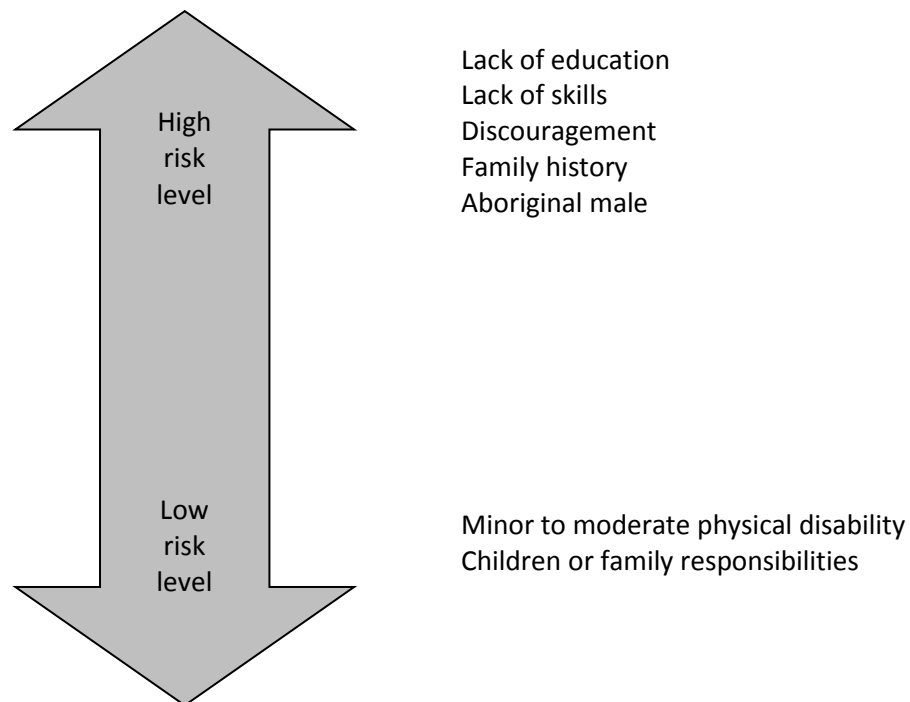 High
risk
level
Lack of education
Lack of skills
Discouragement
Family history
Aboriginal male
Low
risk
level
Minor to moderate physical disability
Children or family responsibilities